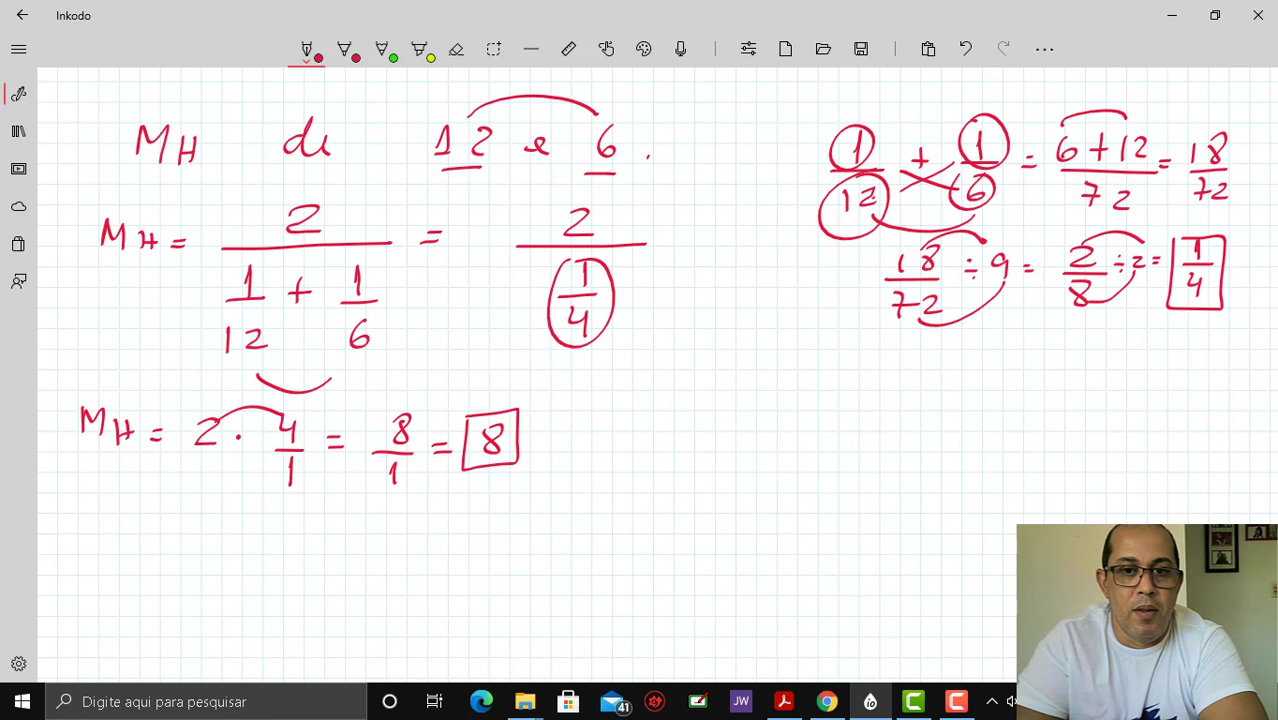 Inkodo
MH de 12 e 6.
MH = 2 / (1/12 + 1/6) = 2 / (1/4)
MH = 2 · 4/1 = 8/1 = 8
1/12 + 1/6 = (6+12)/72 = 18/72
18/72 ÷ 9 = 2/8 ÷ 2 = 1/4
Digite aqui para pesquisar
41
JW